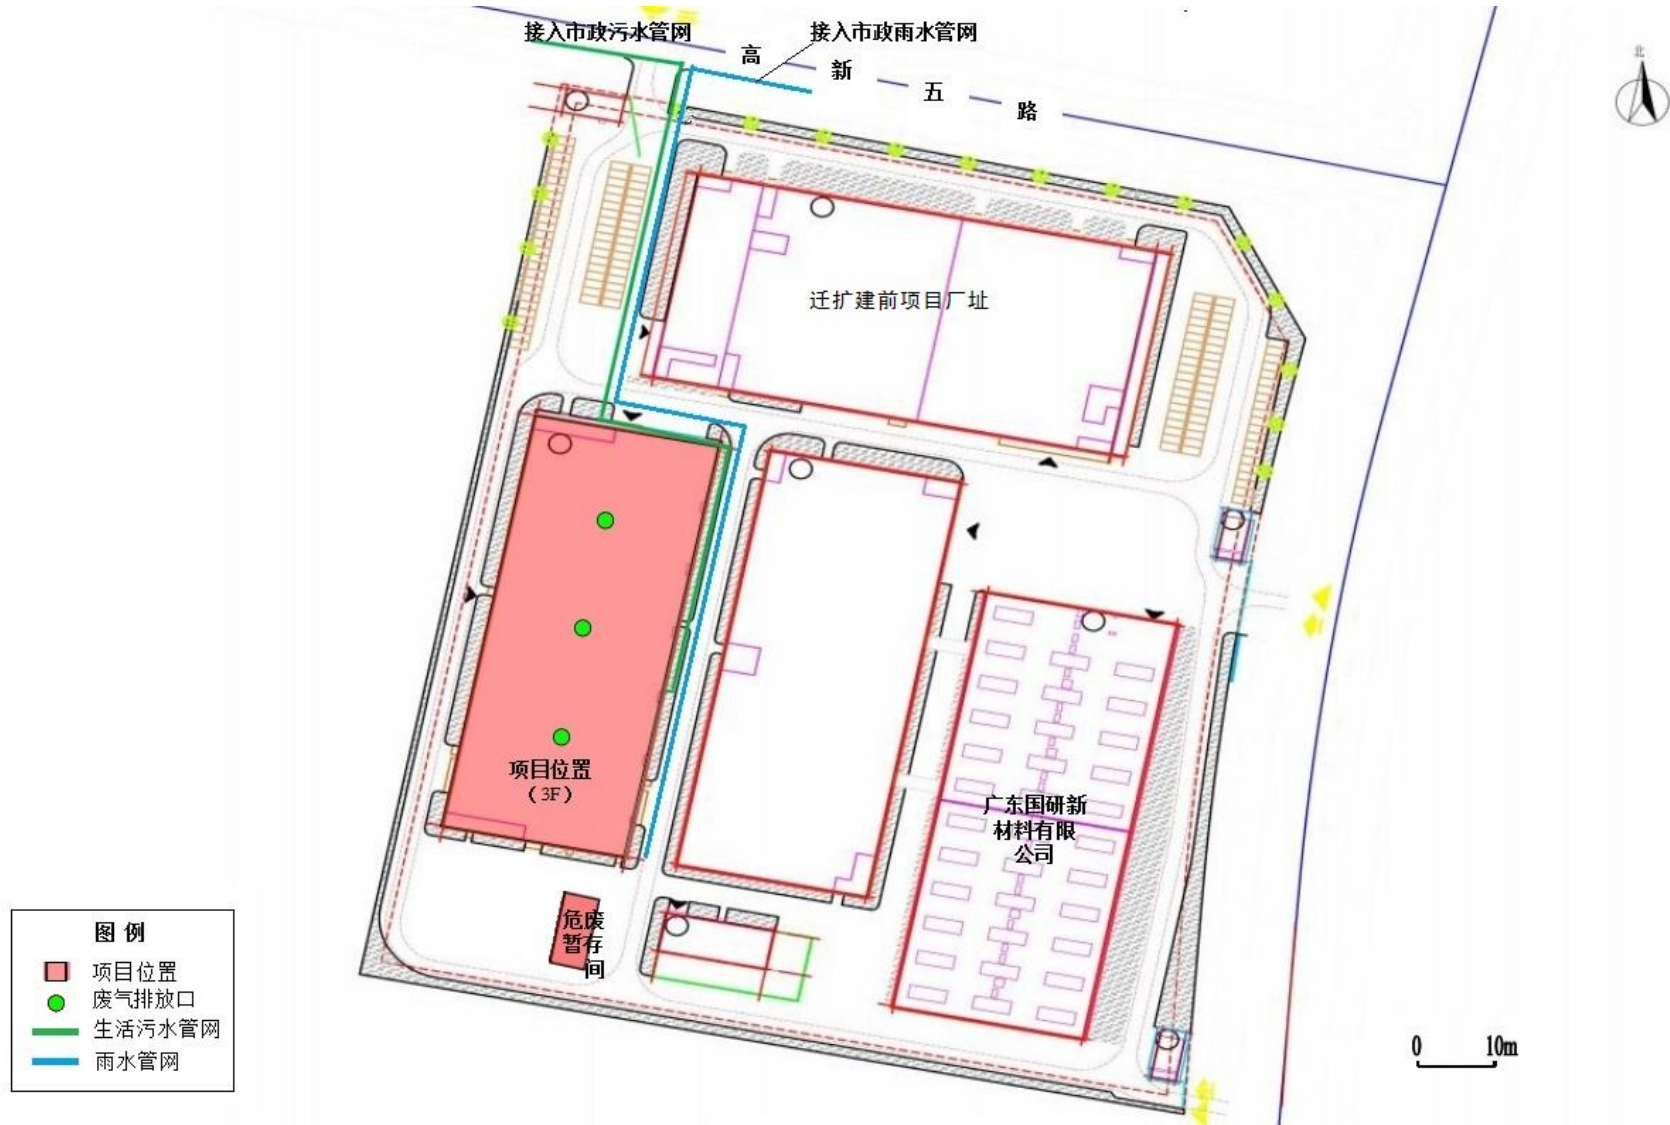 接入市政污水管网
接入市政雨水管网
高新五路
北
迁扩建前项目厂址
项目位置
（3F）
广东国研新
材料有限
公司
危废
暂存
间
图 例
项目位置
废气排放口
生活污水管网
雨水管网
0 10m